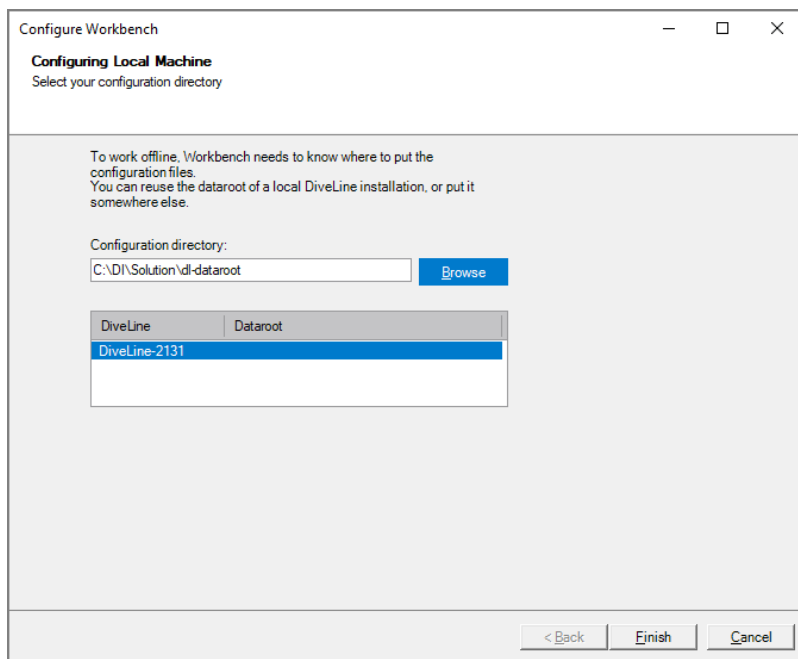 Configure Workbench
Configuring Local Machine
Select your configuration directory
To work offline, Workbench needs to know where to put the
configuration files.
You can reuse the dataroot of a local DiveLine installation, or put it
somewhere else.
Configuration directory:
C:\DI\Solution\dl-dataroot
Browse
DiveLine Dataroot
DiveLine-2131
< Back Finish Cancel